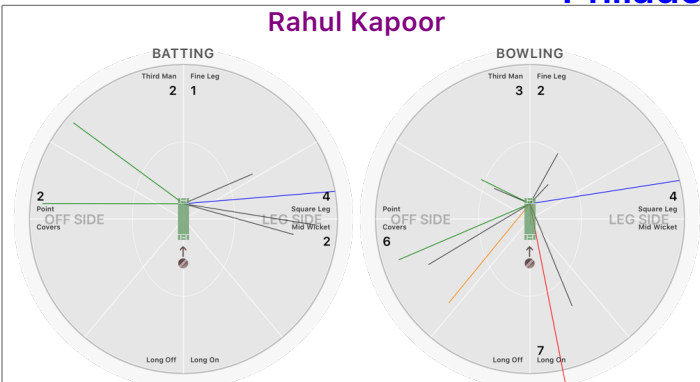 Rahul Kapoor
BATTING
Third Man
Fine Leg
2
1
2
Point
OFF SIDE
Covers
4
Square Leg
LEG SIDE
Mid Wicket
2
Long Off
Long On
BOWLING
Third Man
Fine Leg
3
2
Point
OFF SIDE
Covers
6
4
Square Leg
LEG SIDE
Mid Wicket
7
Long Off
Long On